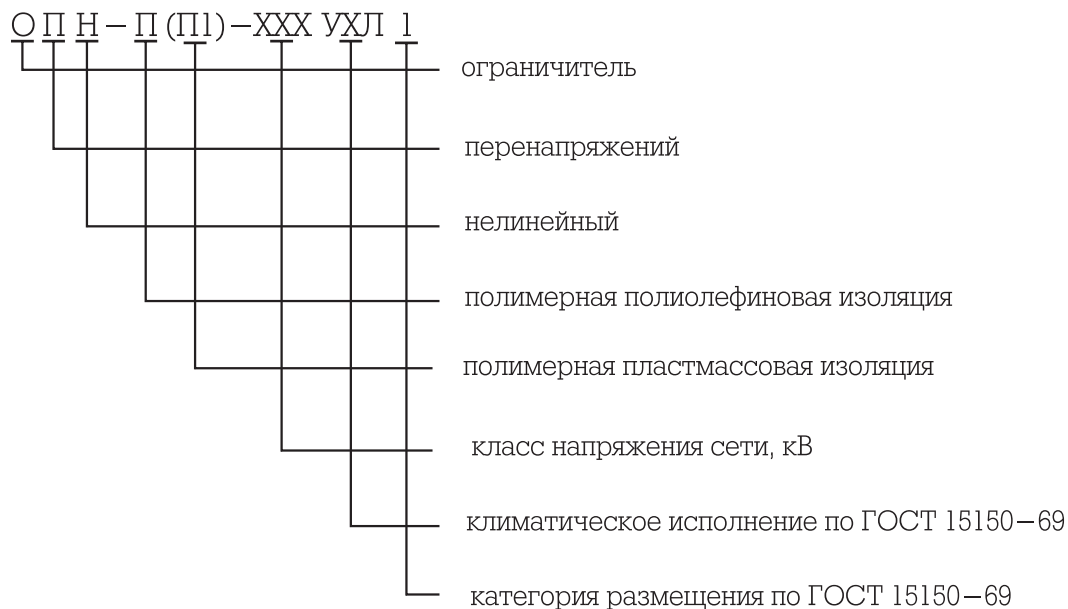 ОПН–П(П1)–ХХХ УХЛ 1
ограничитель
перенапряжений
нелинейный
полимерная полиолефиновая изоляция
полимерная пластмассовая изоляция
класс напряжения сети, кВ
климатическое исполнение по ГОСТ 15150–69
категория размещения по ГОСТ 15150–69